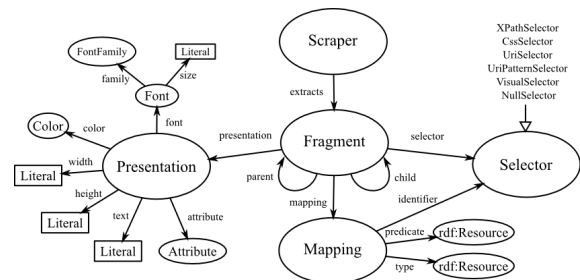 XPathSelector
CssSelector
UriSelector
UriPatternSelector
VisualSelector
NullSelector
Scraper
FontFamily
Literal
family
size
Font
extracts
font
Color
color
presentation
Fragment
selector
width
Presentation
Selector
Literal
parent
child
height
mapping
identifier
text
attribute
Literal
predicate
rdf:Resource
Literal
Attribute
Mapping
type
rdf:Resource